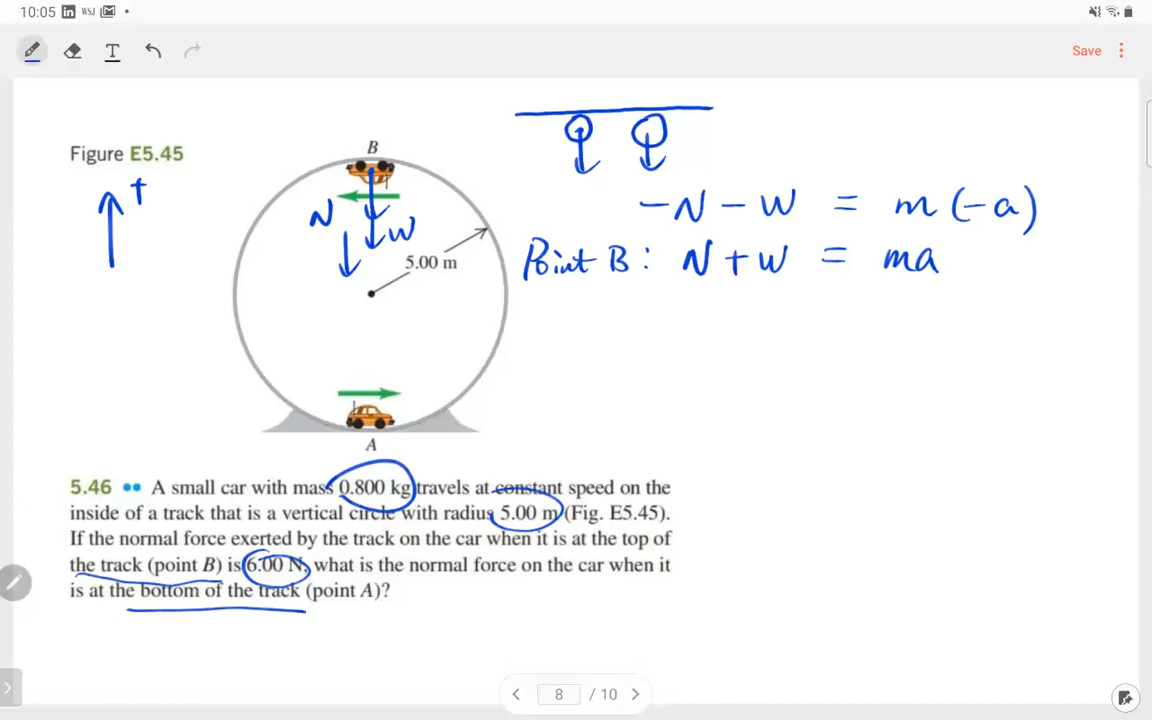 10:05 in WSJ M
T Save
Figure E5.45
+
B
N
W
5.00 m
A
-N - W = m (-a)
Point B: N + W = ma
5.46 •• A small car with mass 0.800 kg travels at constant speed on the
inside of a track that is a vertical circle with radius 5.00 m (Fig. E5.45).
If the normal force exerted by the track on the car when it is at the top of
the track (point B) is 6.00 N, what is the normal force on the car when it
is at the bottom of the track (point A)?
8 / 10